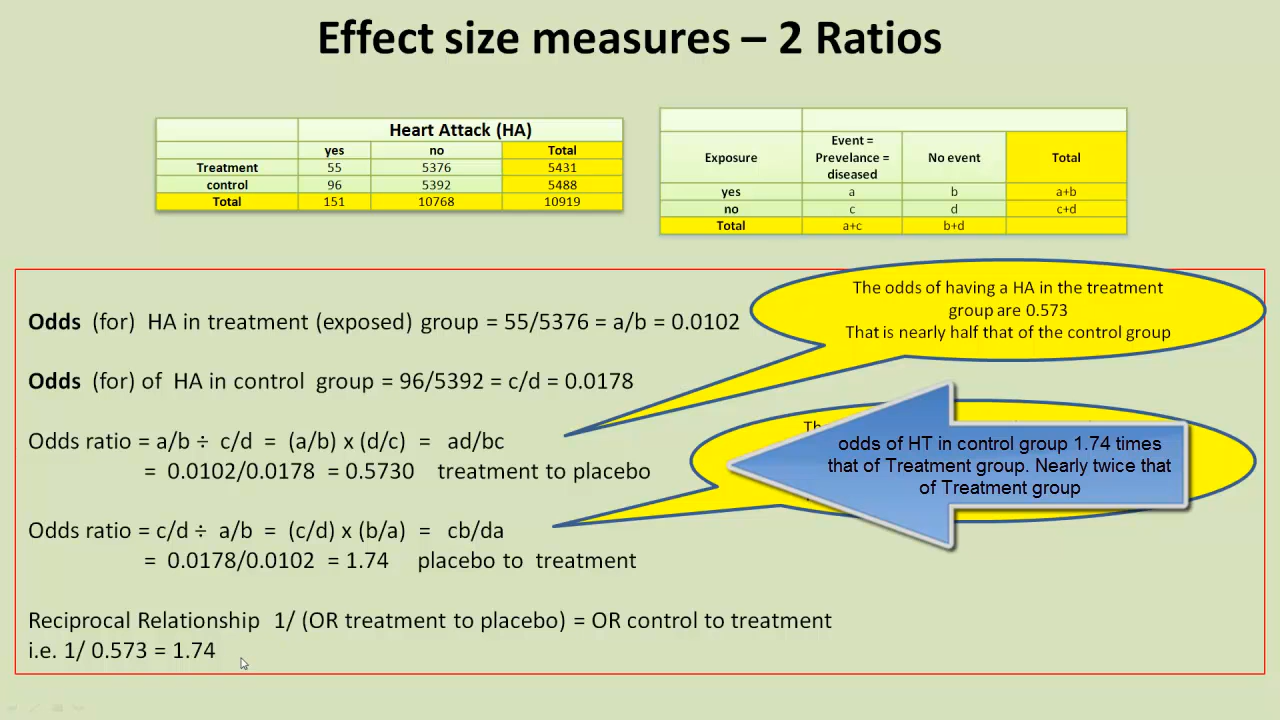 Effect size measures – 2 Ratios
Heart Attack (HA)
yes no Total
Treatment 55 5376 5431
control 96 5392 5488
Total 151 10768 10919
Exposure
Event =
Prevelance =
diseased
No event
Total
yes a b a+b
no c d c+d
Total a+c b+d
The odds of having a HA in the treatment
group are 0.573
That is nearly half that of the control group
Odds (for) HA in treatment (exposed) group = 55/5376 = a/b = 0.0102
Odds (for) of HA in control group = 96/5392 = c/d = 0.0178
Odds ratio = a/b ÷ c/d = (a/b) x (d/c) = ad/bc
= 0.0102/0.0178 = 0.5730 treatment to placebo
odds of HT in control group 1.74 times
that of Treatment group. Nearly twice that
of Treatment group
Odds ratio = c/d ÷ a/b = (c/d) x (b/a) = cb/da
= 0.0178/0.0102 = 1.74 placebo to treatment
Reciprocal Relationship 1/ (OR treatment to placebo) = OR control to treatment
i.e. 1/ 0.573 = 1.74